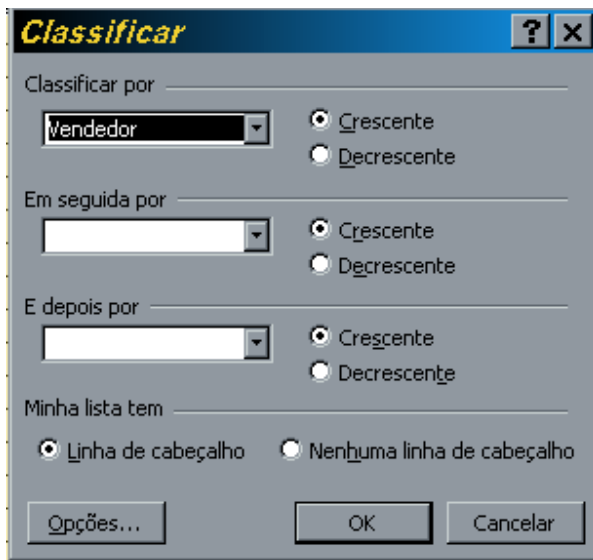 Classificar
Classificar por
Vendedor
Crescente
Decrescente
Em seguida por
Crescente
Decrescente
E depois por
Crescente
Decrescente
Minha lista tem
Linha de cabeçalho Nenhuma linha de cabeçalho
Opções... OK Cancelar